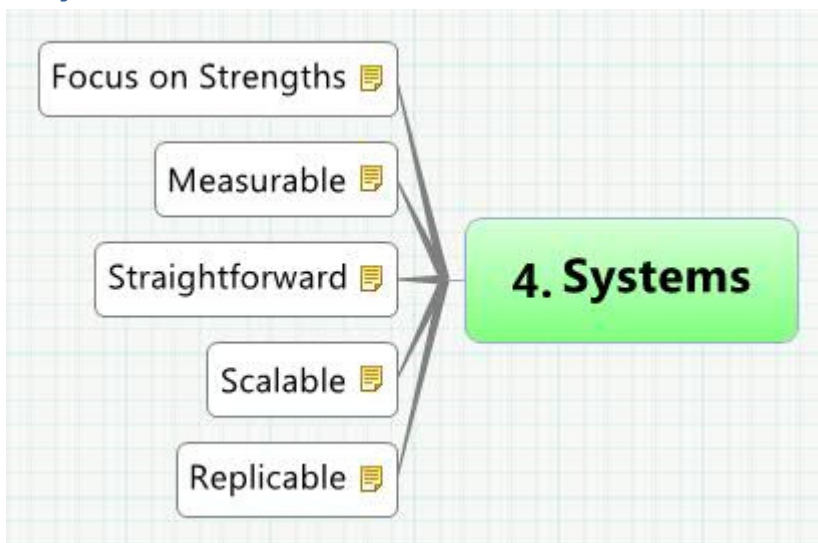 Focus on Strengths
Measurable
Straightforward
Scalable
Replicable
4. Systems